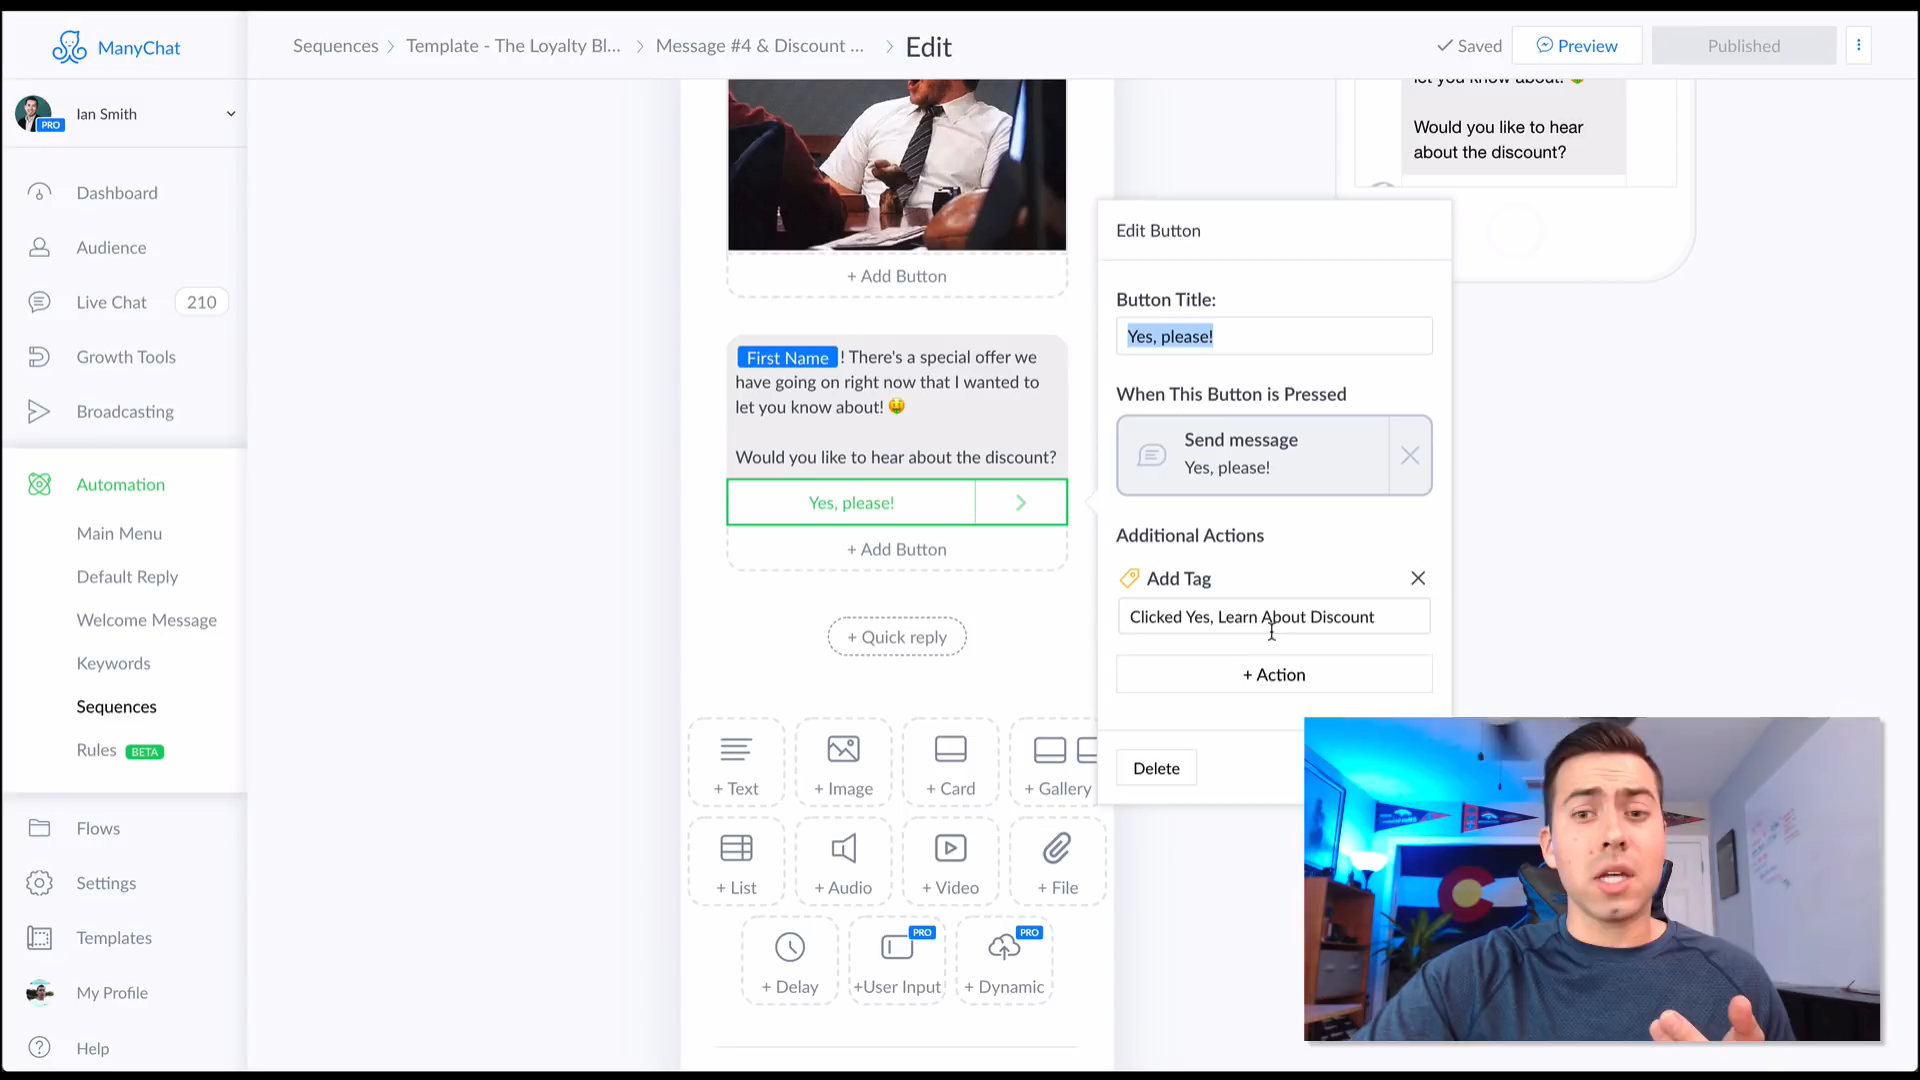 ManyChat
Sequences
Template - The Loyalty Bl...
Message #4 & Discount ...
Edit
Saved
Preview
Published
PRO
Ian Smith
Dashboard
Audience
Live Chat
210
Growth Tools
Broadcasting
Automation
Main Menu
Default Reply
Welcome Message
Keywords
Sequences
Rules BETA
Flows
Settings
Templates
My Profile
Help
+ Add Button
First Name ! There's a special offer we
have going on right now that I wanted to
let you know about! 🤑
Would you like to hear about the discount?
Yes, please!
+ Add Button
+ Quick reply
+ Text
+ Image
+ Card
+ Gallery
+ List
+ Audio
+ Video
+ File
+ Delay
PRO
+User Input
PRO
+ Dynamic
Edit Button
Button Title:
Yes, please!
When This Button is Pressed
Send message
Yes, please!
Additional Actions
Add Tag
Clicked Yes, Learn About Discount
+ Action
Delete
let you know about! 🤑
Would you like to hear
about the discount?